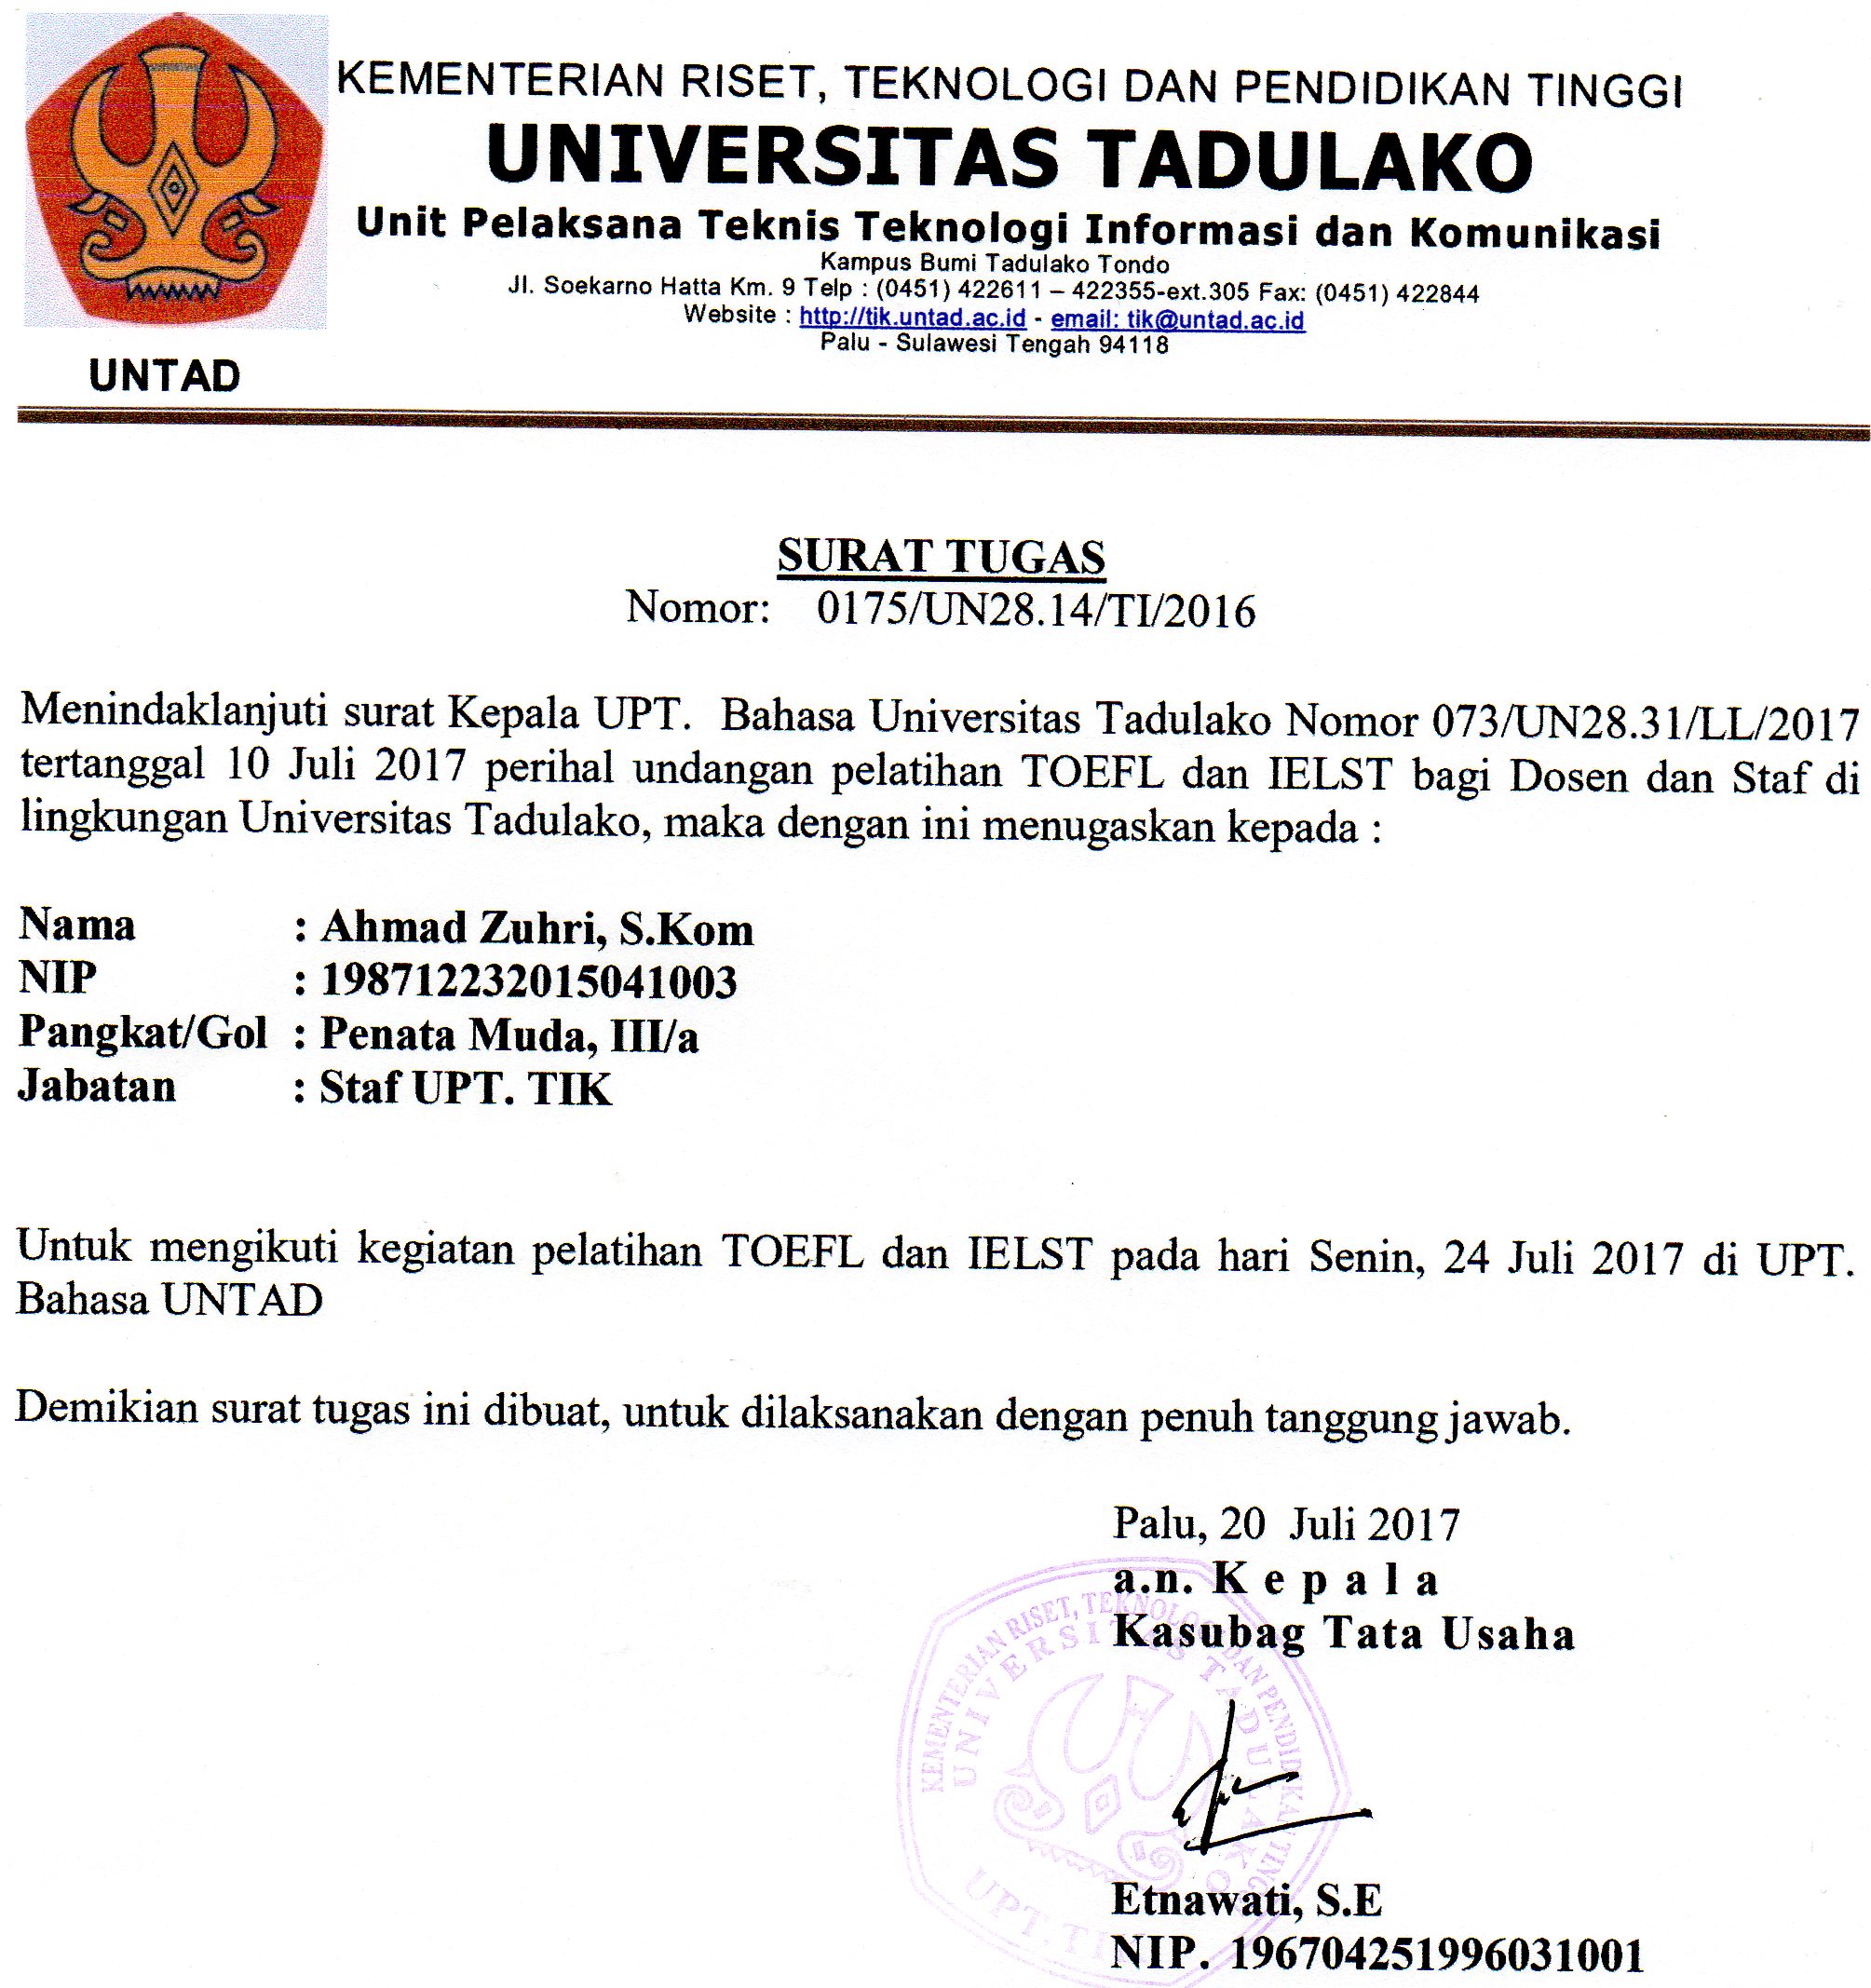 KEMENTERIAN RISET, TEKNOLOGI DAN PENDIDIKAN TINGGI
UNIVERSITAS TADULAKO
Unit Pelaksana Teknis Teknologi Informasi dan Komunikasi
Kampus Bumi Tadulako Tondo
Jl. Soekarno Hatta Km. 9 Telp : (0451) 422611 – 422355-ext.305 Fax: (0451) 422844
Website : http://tik.untad.ac.id - email: tik@untad.ac.id
Palu - Sulawesi Tengah 94118
UNTAD
SURAT TUGAS
Nomor: 0175/UN28.14/TI/2016
Menindaklanjuti surat Kepala UPT. Bahasa Universitas Tadulako Nomor 073/UN28.31/LL/2017
tertanggal 10 Juli 2017 perihal undangan pelatihan TOEFL dan IELST bagi Dosen dan Staf di
lingkungan Universitas Tadulako, maka dengan ini menugaskan kepada :
Nama : Ahmad Zuhri, S.Kom
NIP : 198712232015041003
Pangkat/Gol : Penata Muda, III/a
Jabatan : Staf UPT. TIK
Untuk mengikuti kegiatan pelatihan TOEFL dan IELST pada hari Senin, 24 Juli 2017 di UPT.
Bahasa UNTAD
Demikian surat tugas ini dibuat, untuk dilaksanakan dengan penuh tanggung jawab.
Palu, 20 Juli 2017
a.n. K e p a l a
Kasubag Tata Usaha
KEMENTERIAN RISET, TEKNOLOGI DAN PENDIDIKAN TINGGI
UNIVERSITAS TADULAKO
UPT. TIK
Etnawati, S.E
NIP. 196704251996031001